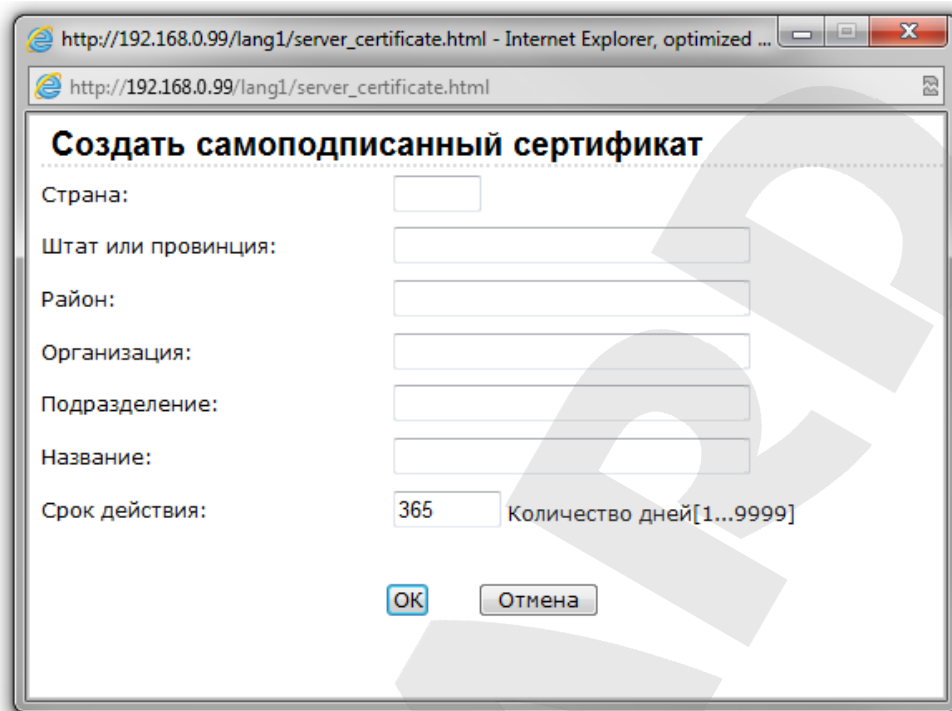 http://192.168.0.99/lang1/server_certificate.html - Internet Explorer, optimized ...
http://192.168.0.99/lang1/server_certificate.html
Создать самоподписанный сертификат
Страна:
Штат или провинция:
Район:
Организация:
Подразделение:
Название:
Срок действия: 365 Количество дней[1...9999]
OK Отмена